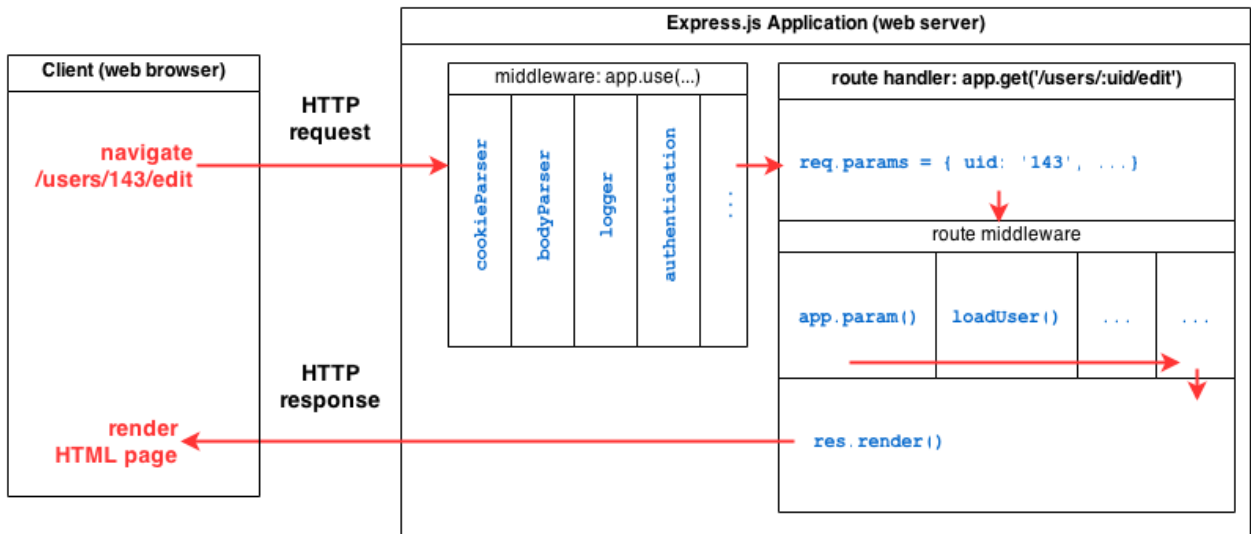 Express.js Application (web server)
Client (web browser)
HTTP
request
navigate
/users/143/edit
middleware: app.use(...)
cookieParser
bodyParser
logger
authentication
...
route handler: app.get('/users/:uid/edit')
req.params = { uid: '143', ...}
route middleware
app.param()
loadUser()
...
...
res.render()
HTTP
response
render
HTML page